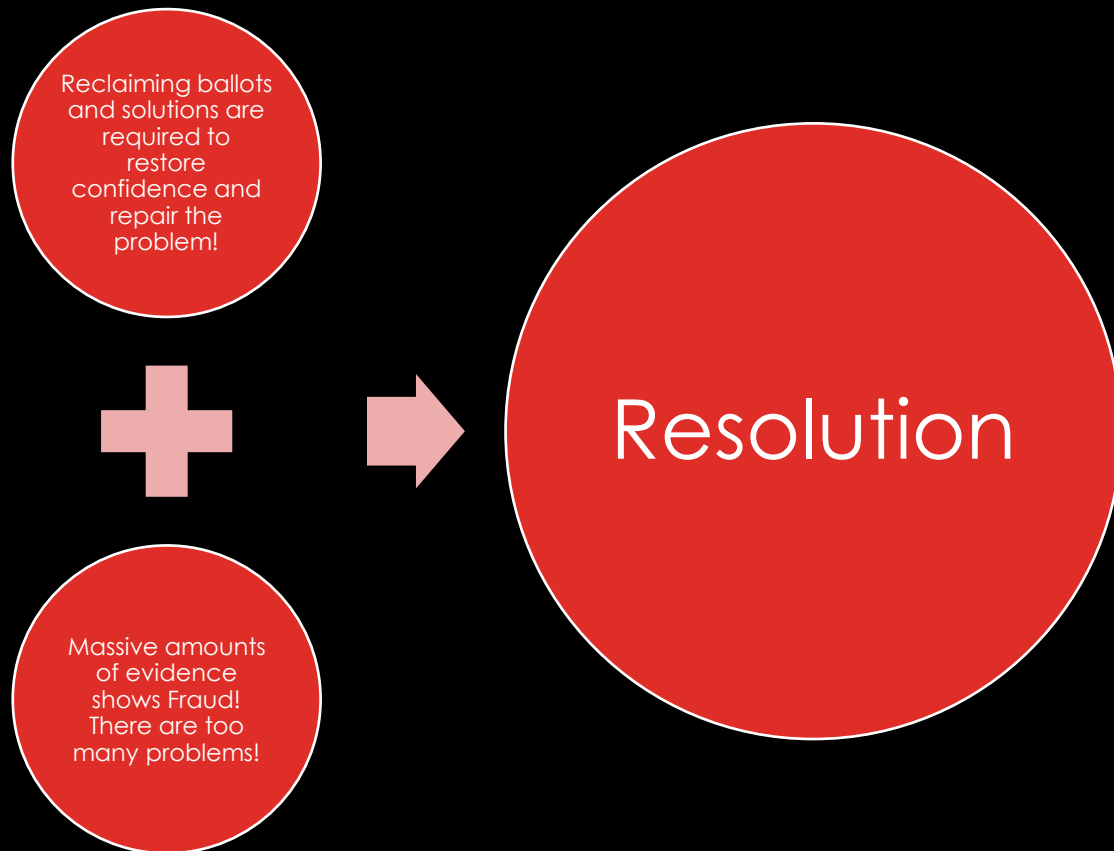 Reclaiming ballots
and solutions are
required to
restore
confidence and
repair the
problem!
Massive amounts
of evidence
shows Fraud!
There are too
many problems!
Resolution